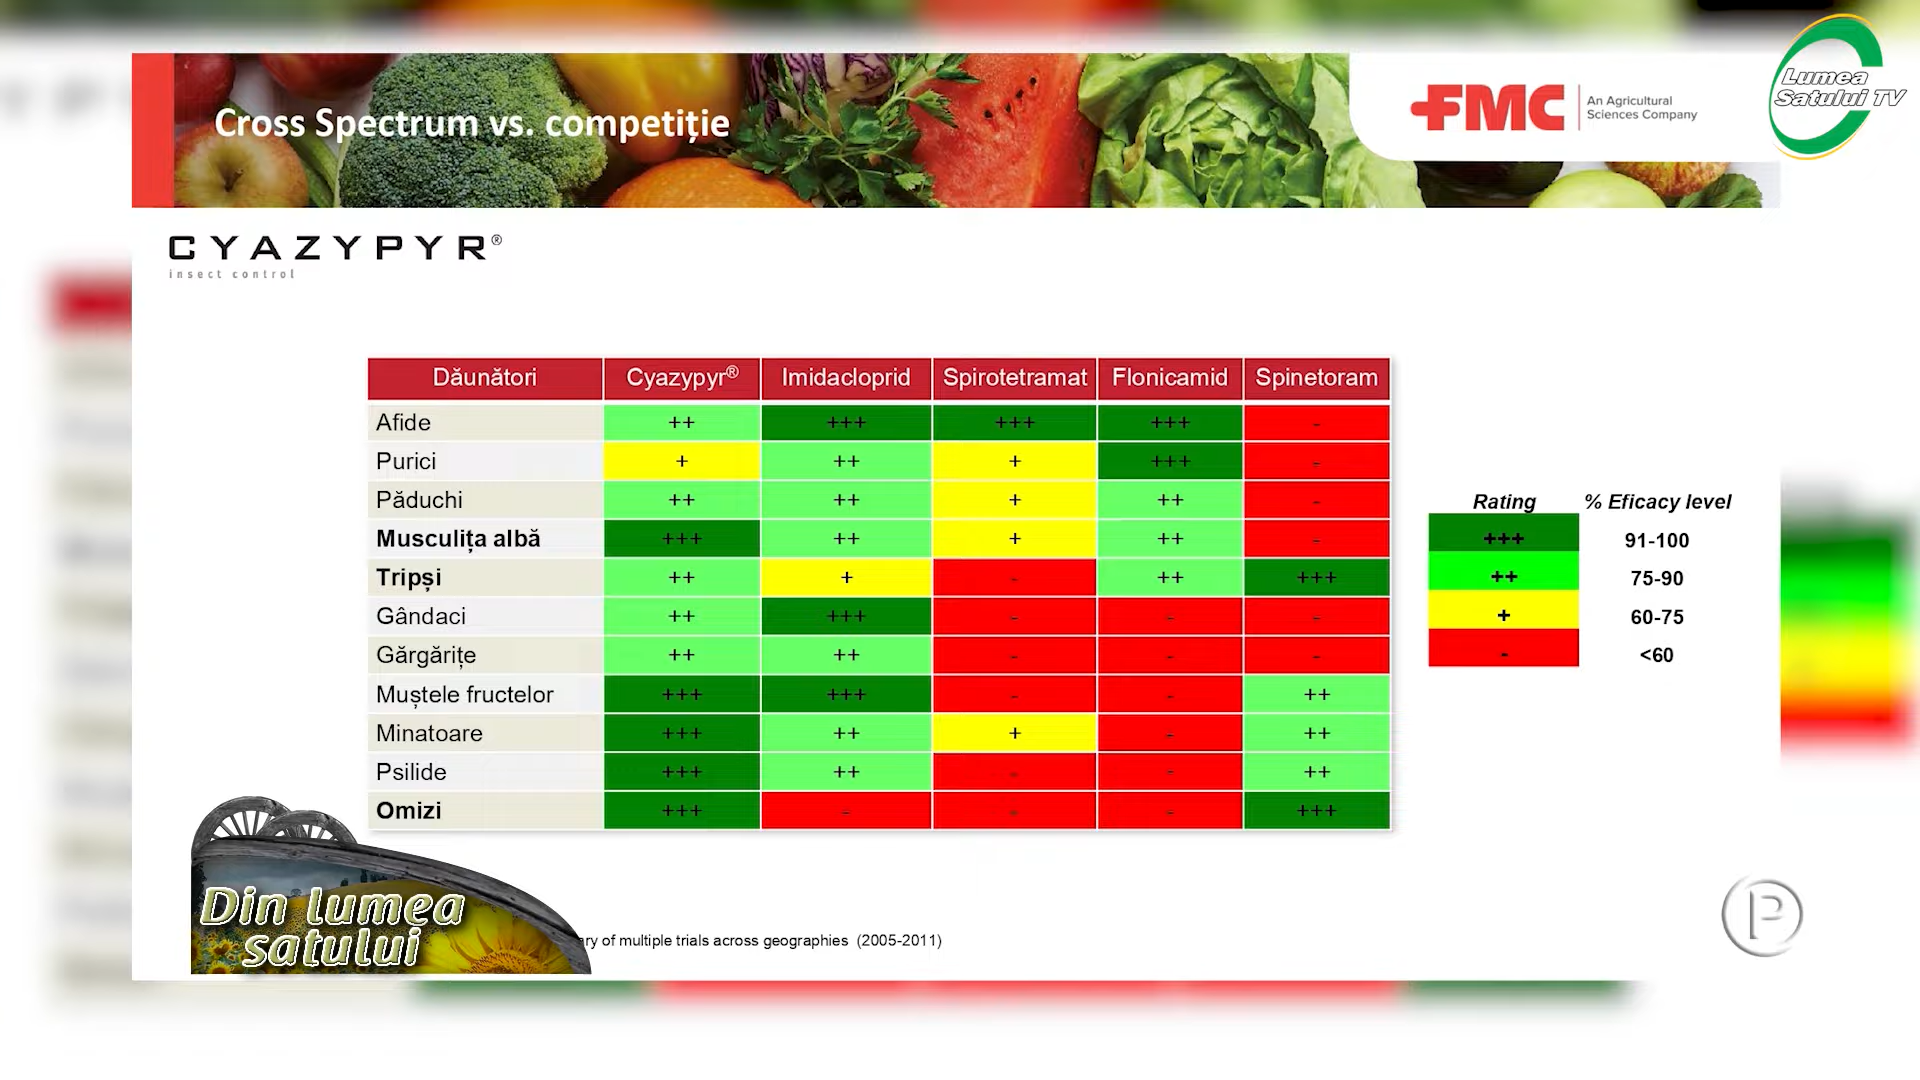 Lumea
Satului TV
Cross Spectrum vs. competiție
FMC
An Agricultural
Sciences Company
CYAZYPYR®
insect control
Dăunători Cyazypyr® Imidacloprid Spirotetramat Flonicamid Spinetoram
Afide ++ +++ +++ +++ -
Purici + ++ + +++ -
Păduchi ++ ++ + ++ -
Musculița albă +++ ++ + ++ -
Tripși ++ + - ++ +++
Gândaci ++ +++ - - -
Gărgărițe ++ ++ - - -
Muștele fructelor +++ +++ - - ++
Minatoare +++ ++ + - ++
Psilide +++ ++ - - ++
Omizi +++ - - - +++
Rating % Eficacy level
+++ 91-100
++ 75-90
+ 60-75
- <60
Din lumea
satului
of multiple trials across geographies (2005-2011)
P